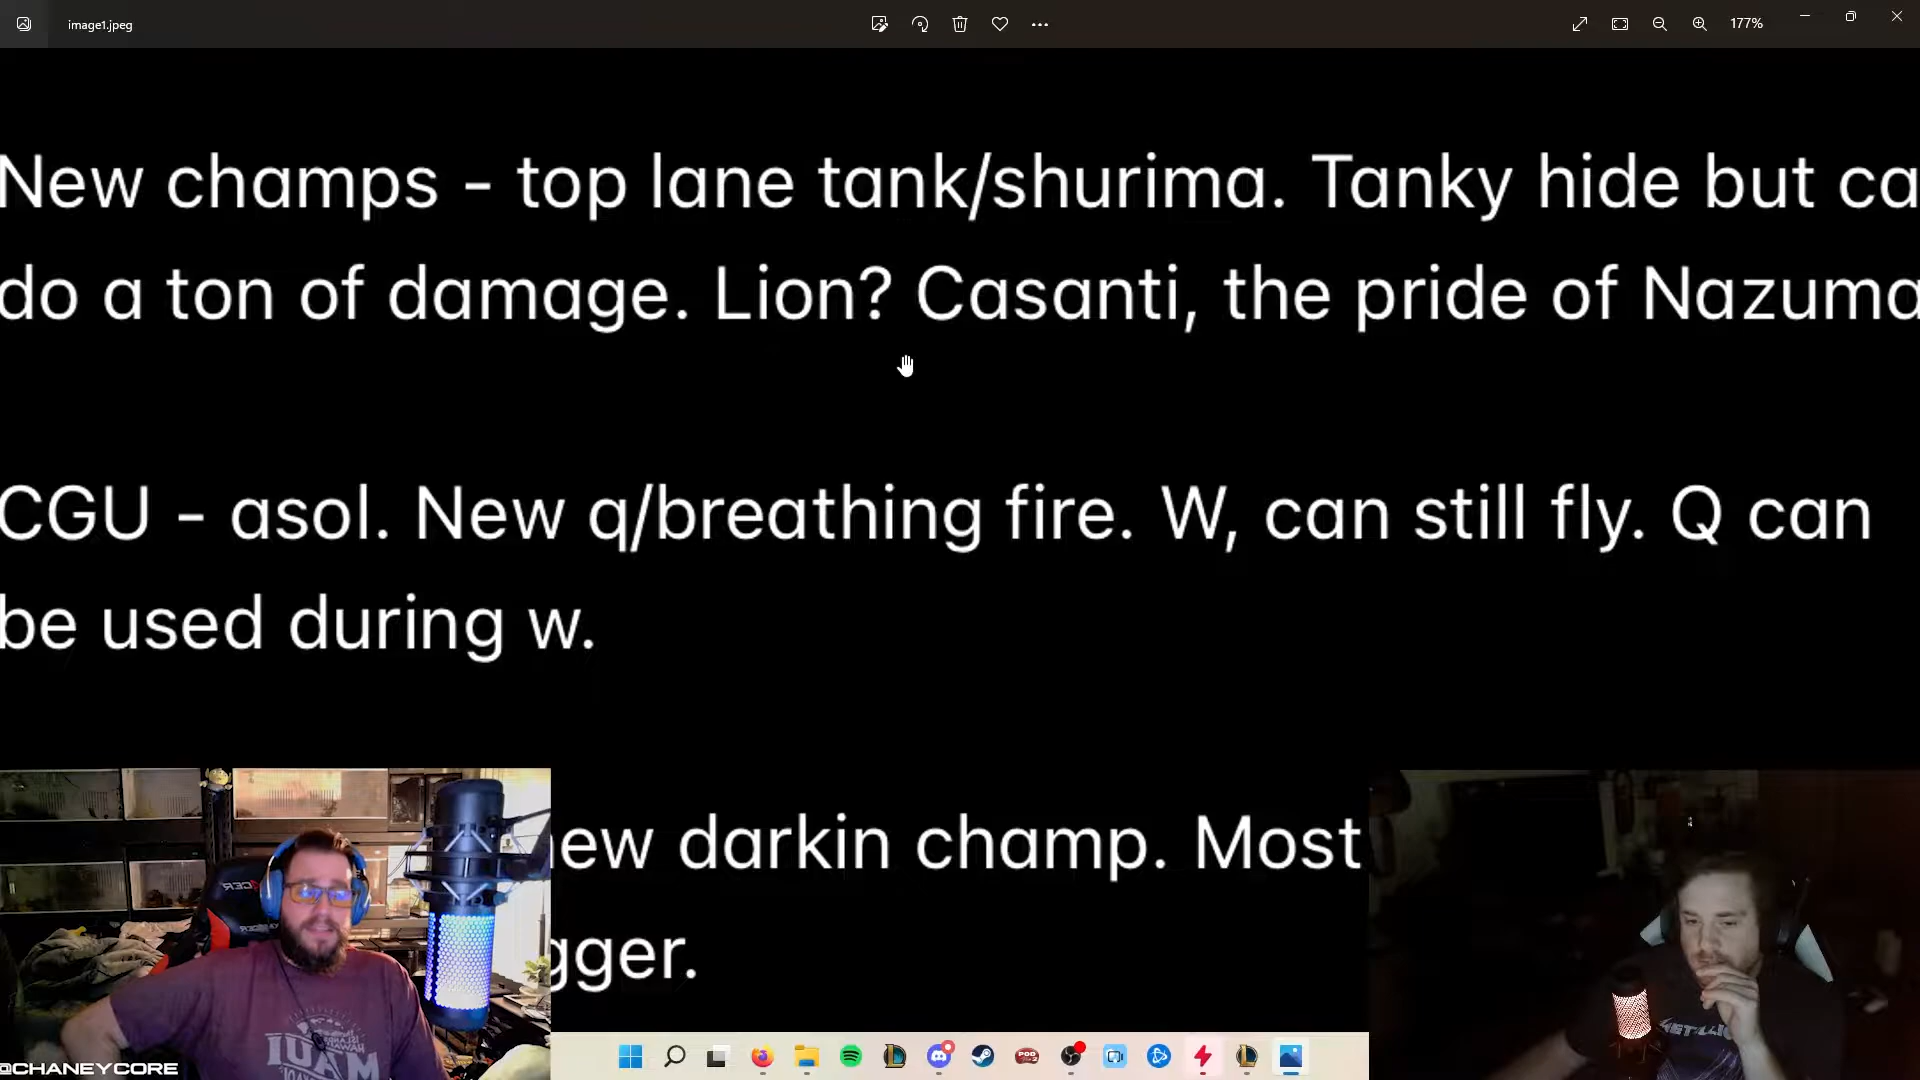 image1.jpeg
177%
New champs - top lane tank/shurima. Tanky hide but ca
do a ton of damage. Lion? Casanti, the pride of Nazuma
CGU - asol. New q/breathing fire. W, can still fly. Q can
be used during w.
ew darkin champ. Most
gger.
MAUI
@CHANEYCORE